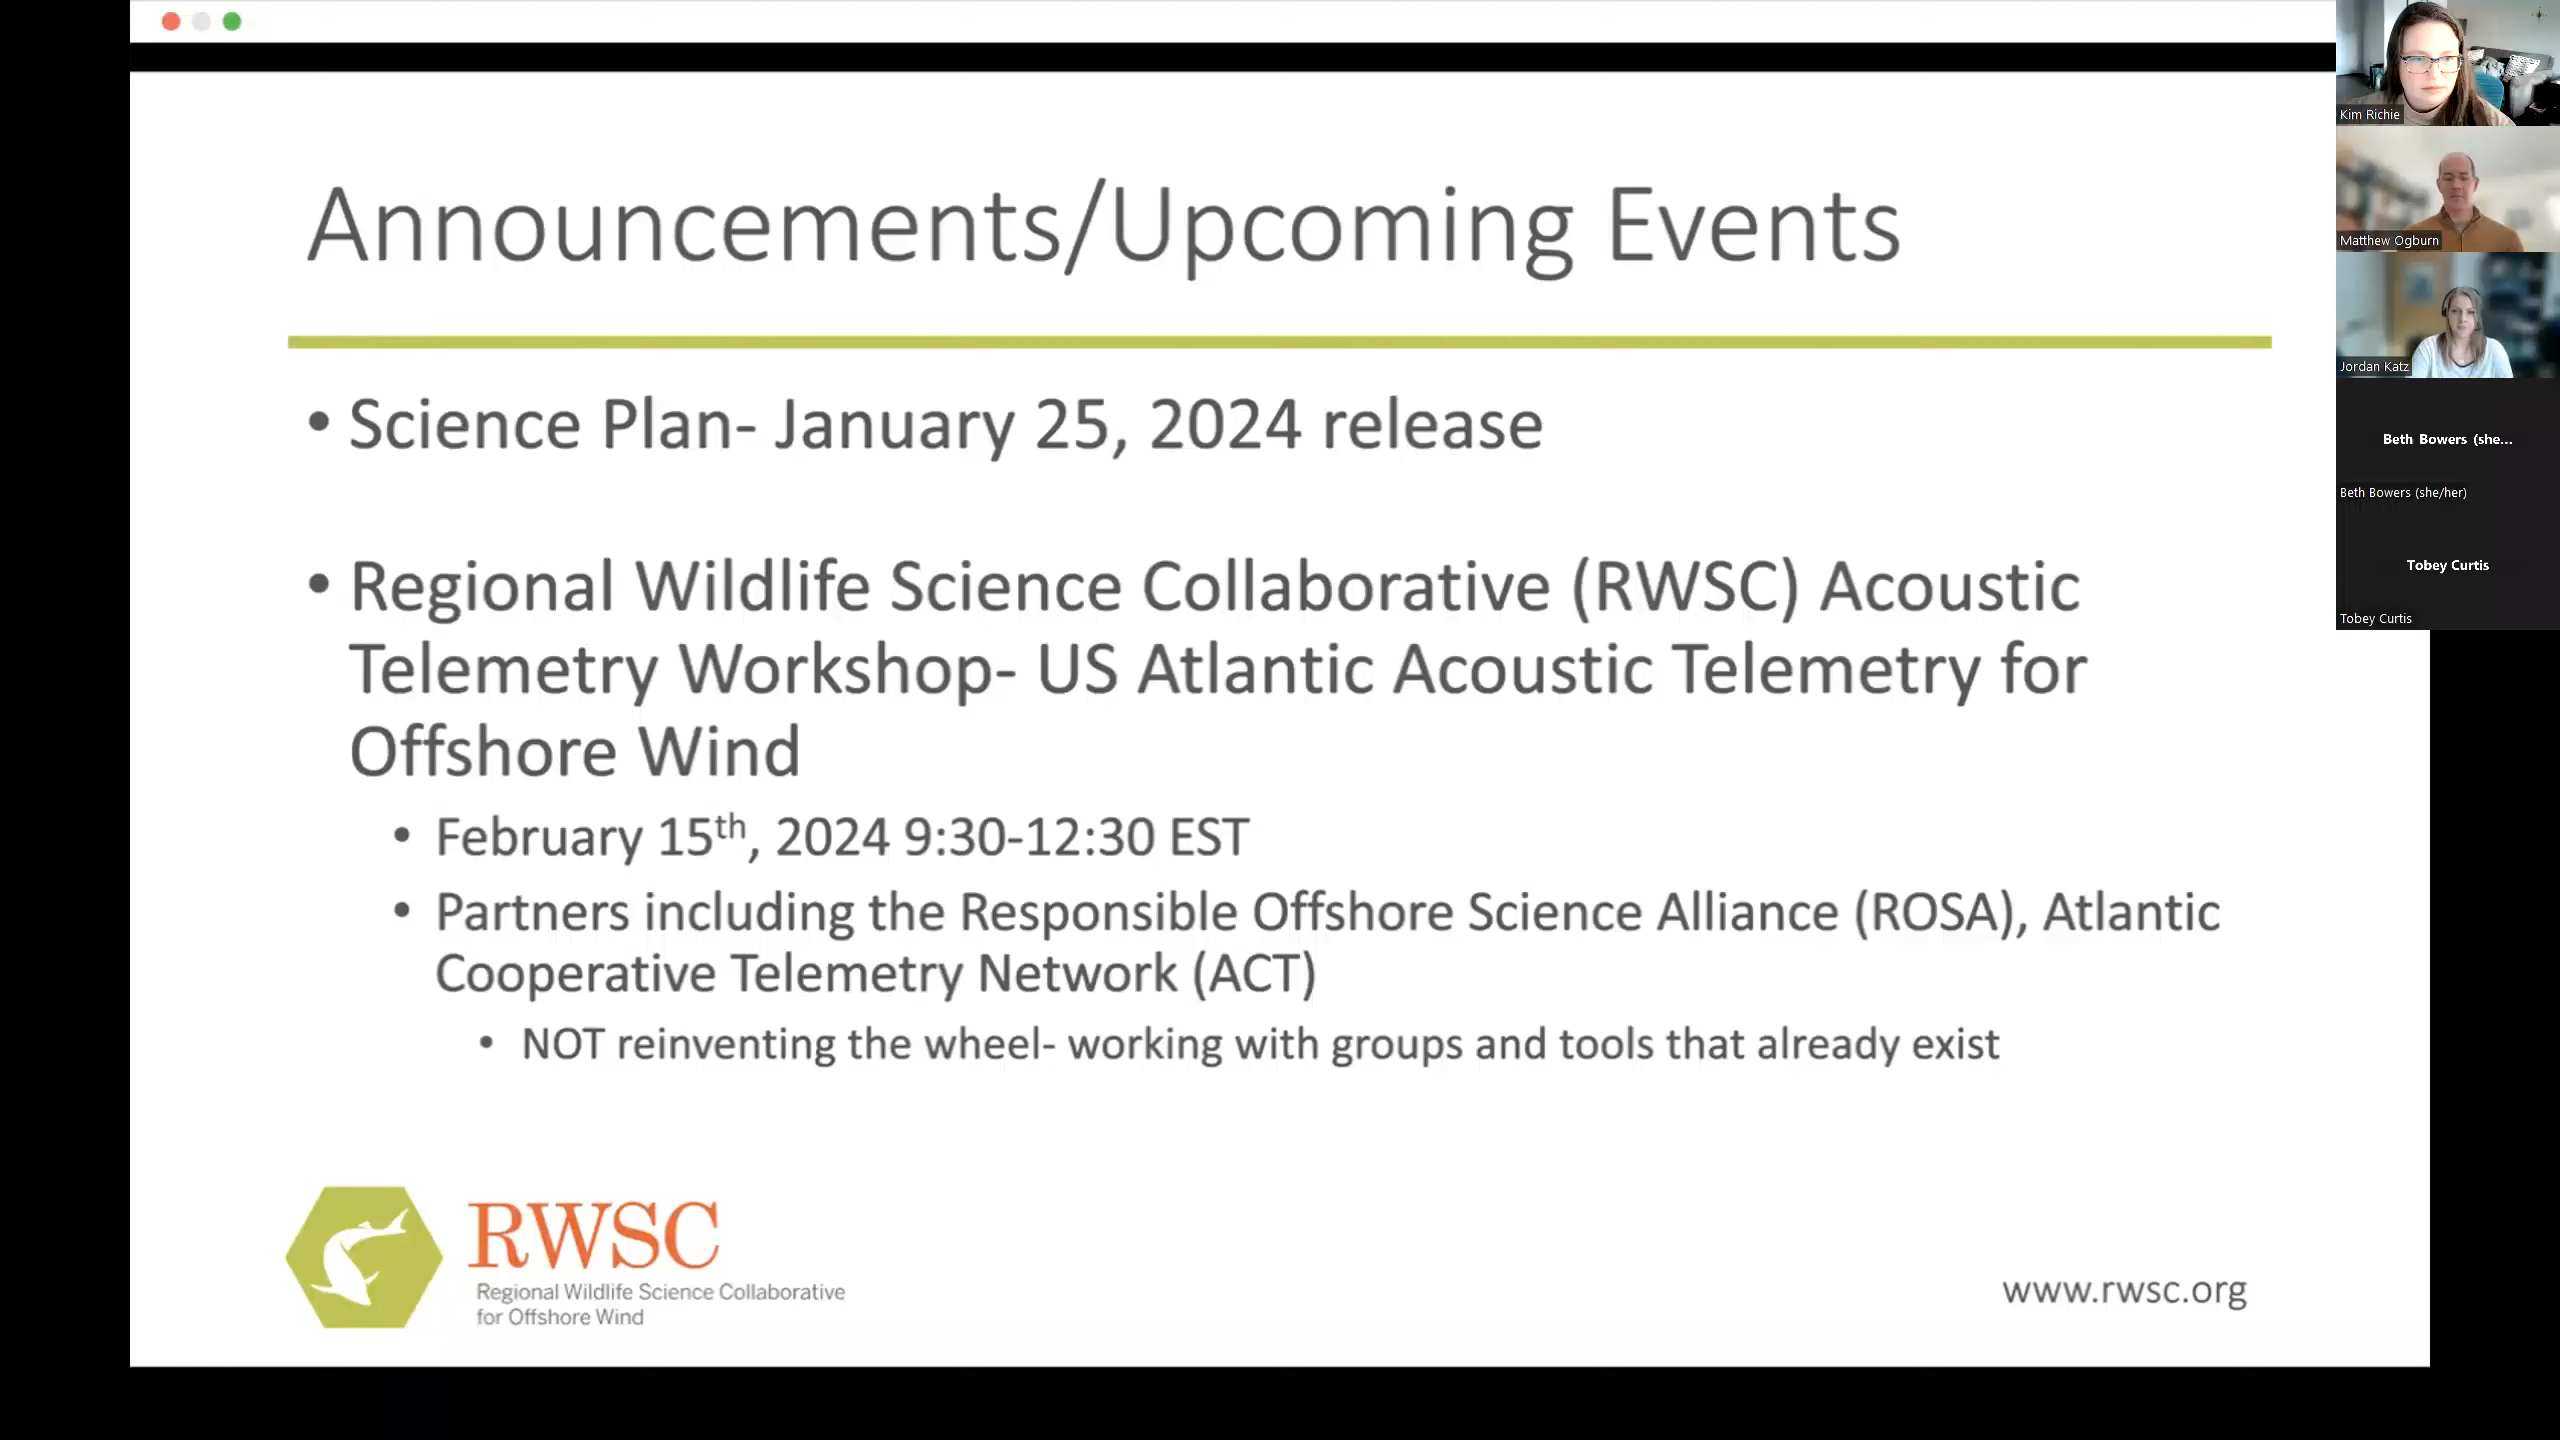 Announcements/Upcoming Events
• Science Plan- January 25, 2024 release
• Regional Wildlife Science Collaborative (RWSC) Acoustic
Telemetry Workshop- US Atlantic Acoustic Telemetry for
Offshore Wind
• February 15th, 2024 9:30-12:30 EST
• Partners including the Responsible Offshore Science Alliance (ROSA), Atlantic
Cooperative Telemetry Network (ACT)
• NOT reinventing the wheel- working with groups and tools that already exist
RWSC
Regional Wildlife Science Collaborative
for Offshore Wind
www.rwsc.org
Kim Richie
Matthew Ogburn
Jordan Katz
Beth Bowers (she...
Beth Bowers (she/her)
Tobey Curtis
Tobey Curtis